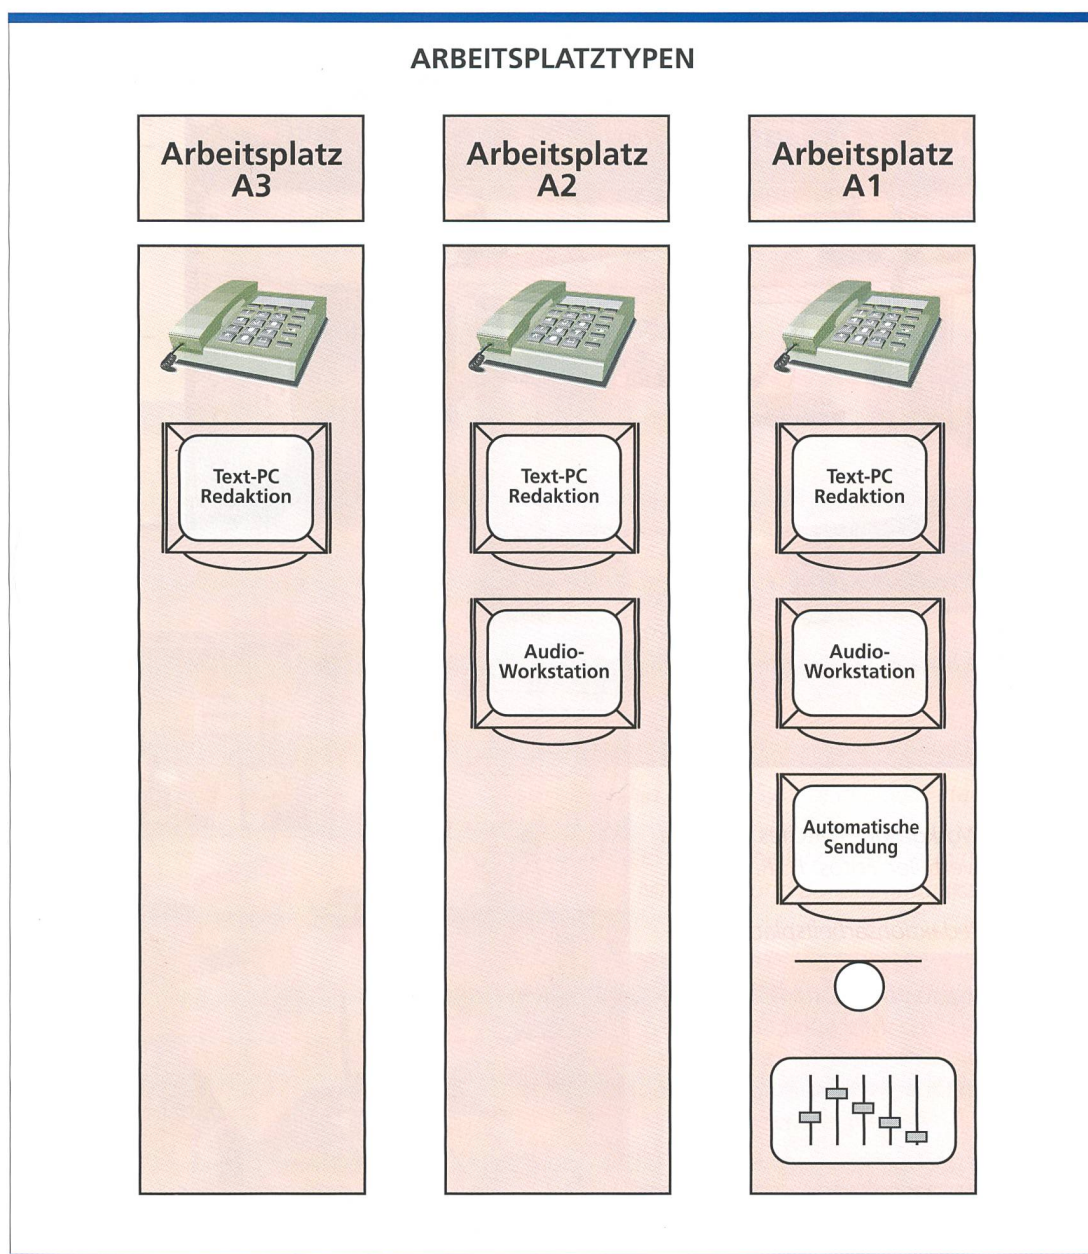 ARBEITSPLATZTYPEN
Arbeitsplatz
A3
Text-PC
Redaktion
Arbeitsplatz
A2
Text-PC
Redaktion
Audio-
Workstation
Arbeitsplatz
A1
Text-PC
Redaktion
Audio-
Workstation
Automatische
Sendung